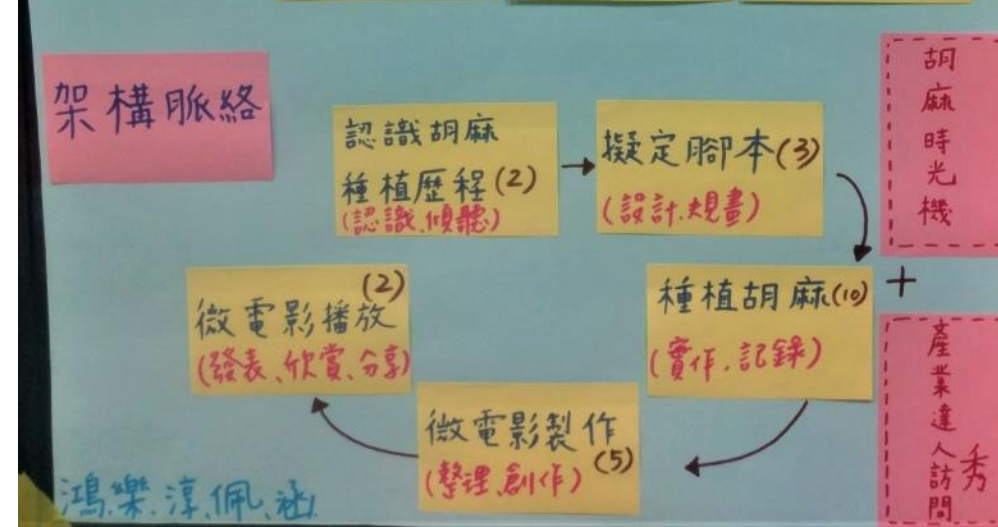 架構脈絡
認識胡麻
種植歷程(2)
(認識、傾聽)
擬定腳本(3)
(設計、規畫)
種植胡麻(10)
(實作、記錄)
微電影製作
(5)
(整理、創作)
(2)
微電影播放
(發表、欣賞、分享)
胡麻時光機
+
產業達人訪問
秀
鴻、樂、淳、佩、涵